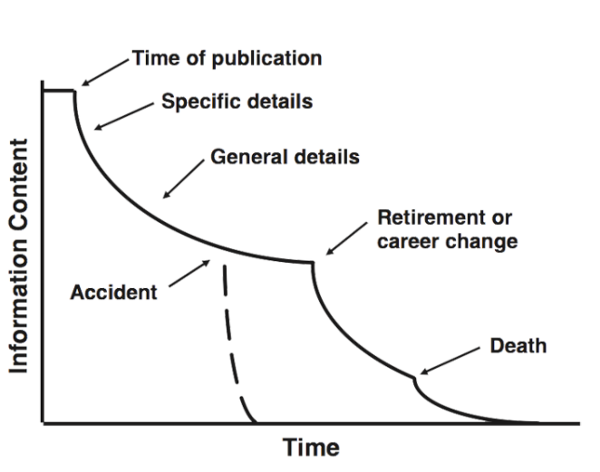 Time of publication
Specific details
General details
Retirement or
career change
Accident
Death
Information Content
Time